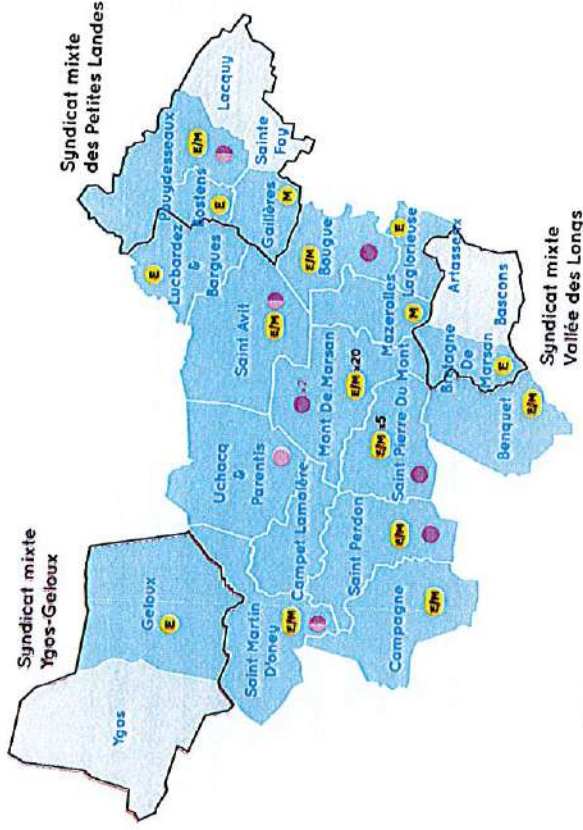 Syndicat mixte
des Petites Landes
Lacquy
Sainte
Foy
Pouydesseaux
E/M
Bostens
E
Gaillères
M
Lucbardez
&
Bargues
E
Saint Avit
E/M
Bougue
E/M
Laglorieuse
E
Mazerolles
M
Mont De Marsan
E/M x20
x2
Uchacq
&
Parentis
Campet Lamolère
Saint Pierre Du Mont
E/M x5
Saint Perdon
E/M
Campagne
E/M
Saint Martin
D'oney
E/M
Syndicat mixte
Ygos-Geloux
Geloux
E
Ygos
Artasseux
Bascons
Bretagne
De
Marsan
E
Benquet
E/M
Syndicat mixte
Vallée des Longs